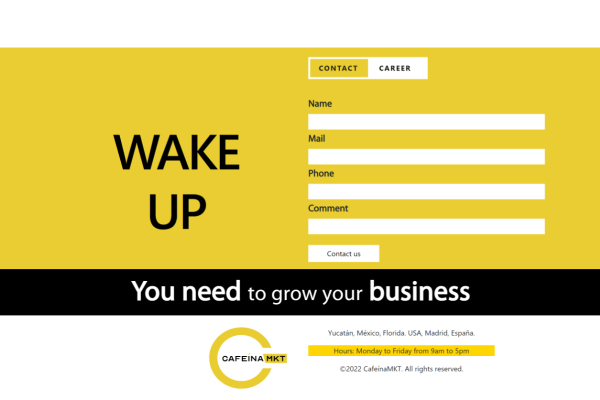 CONTACT CAREER
WAKE
UP
Name
Mail
Phone
Comment
Contact us
You need to grow your business
CAFEINA MKT
Yucatán, México, Florida. USA, Madrid, España.
Hours: Monday to Friday from 9am to 5pm
©2022 CafeinaMKT. All rights reserved.